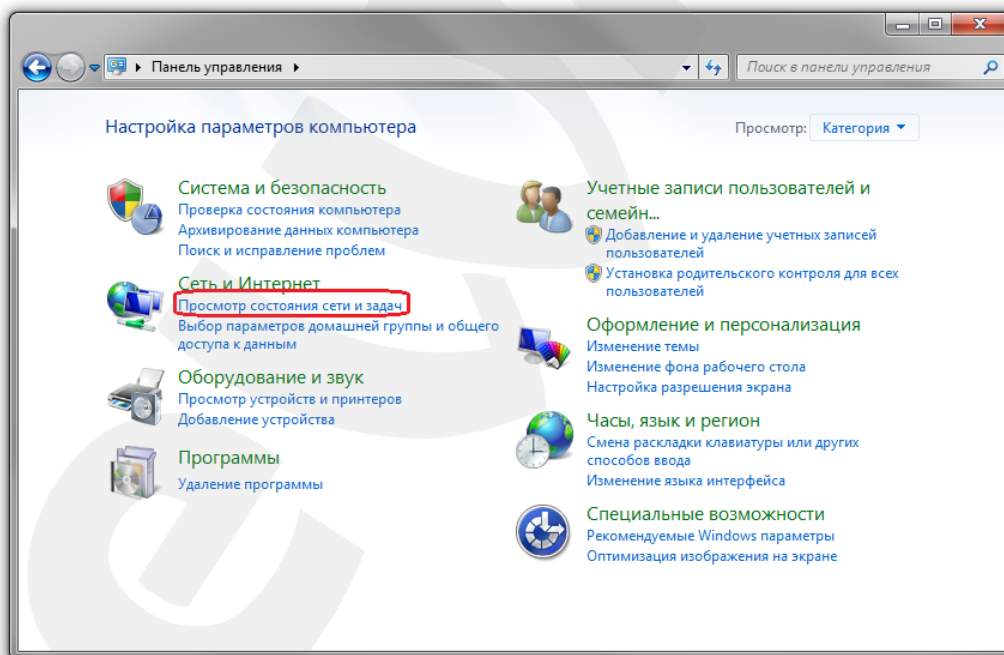 Панель управления
Поиск в панели управления
Настройка параметров компьютера
Просмотр: Категория
Система и безопасность
Проверка состояния компьютера
Архивирование данных компьютера
Поиск и исправление проблем
Сеть и Интернет
Просмотр состояния сети и задач
Выбор параметров домашней группы и общего
доступа к данным
Оборудование и звук
Просмотр устройств и принтеров
Добавление устройства
Программы
Удаление программы
Учетные записи пользователей и
семейн...
Добавление и удаление учетных записей
пользователей
Установка родительского контроля для всех
пользователей
Оформление и персонализация
Изменение темы
Изменение фона рабочего стола
Настройка разрешения экрана
Часы, язык и регион
Смена раскладки клавиатуры или других
способов ввода
Изменение языка интерфейса
Специальные возможности
Рекомендуемые Windows параметры
Оптимизация изображения на экране